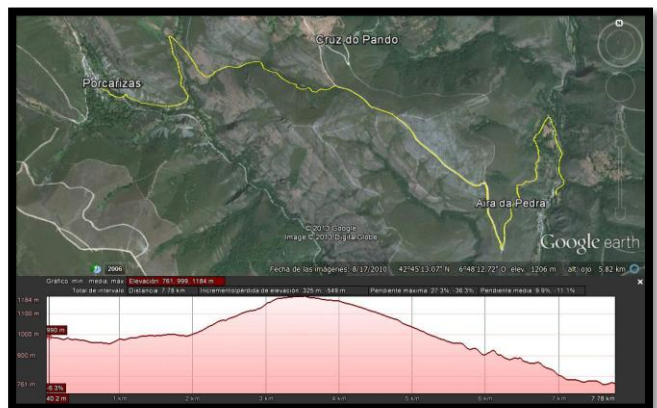 N
Cruz do Pando
Porcarizas
Aira da Pedra
© 2013 Google
Image © 2013 DigitalGlobe
Google earth
2006
Fecha de las imágenes: 8/17/2010 42°45'13.07" N 6°48'12.72" O elev. 1206 m alt. ojo 5.82 km
Gráfico: mín., media, máx. Elevación: 761, 999, 1184 m
Total de intervalo: Distancia: 7.78 km Incremento/pérdida de elevación: 325 m, -549 m Pendiente máxima: 27.3%, -36.3% Pendiente media: 9.9%, -11.1%
1184 m
1100 m
990 m
1000 m
900 m
761 m
-6.3%
40.2 m 1 km 2 km 3 km 4 km 5 km 6 km 7 km 7.78 km